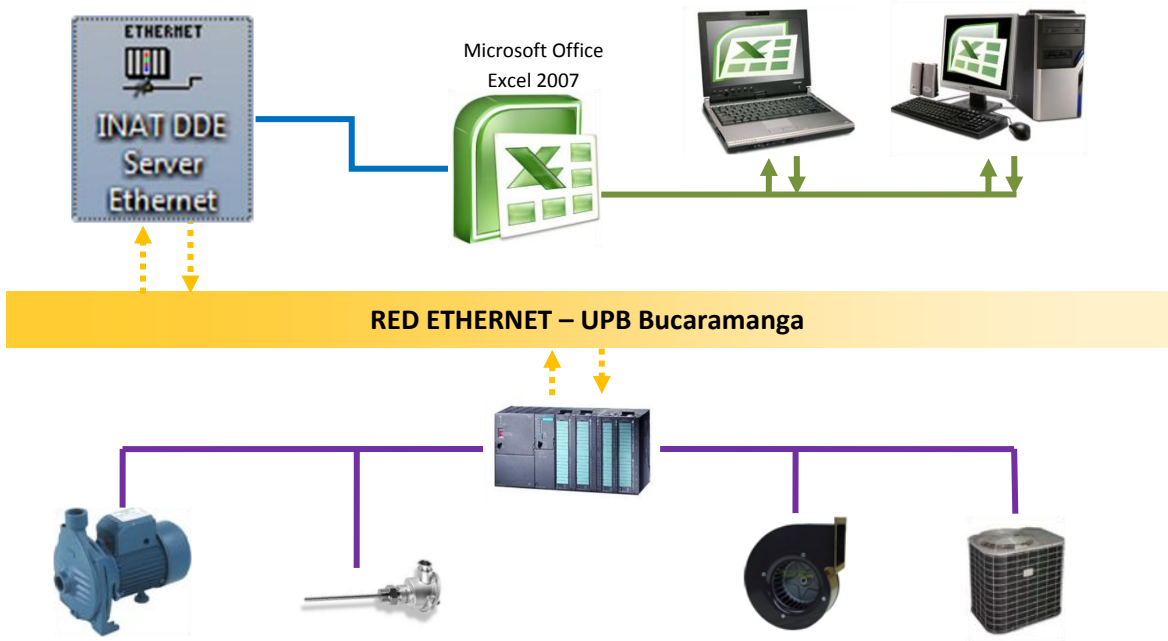 ETHERNET
INAT DDE
Server
Ethernet
Microsoft Office
Excel 2007
RED ETHERNET – UPB Bucaramanga